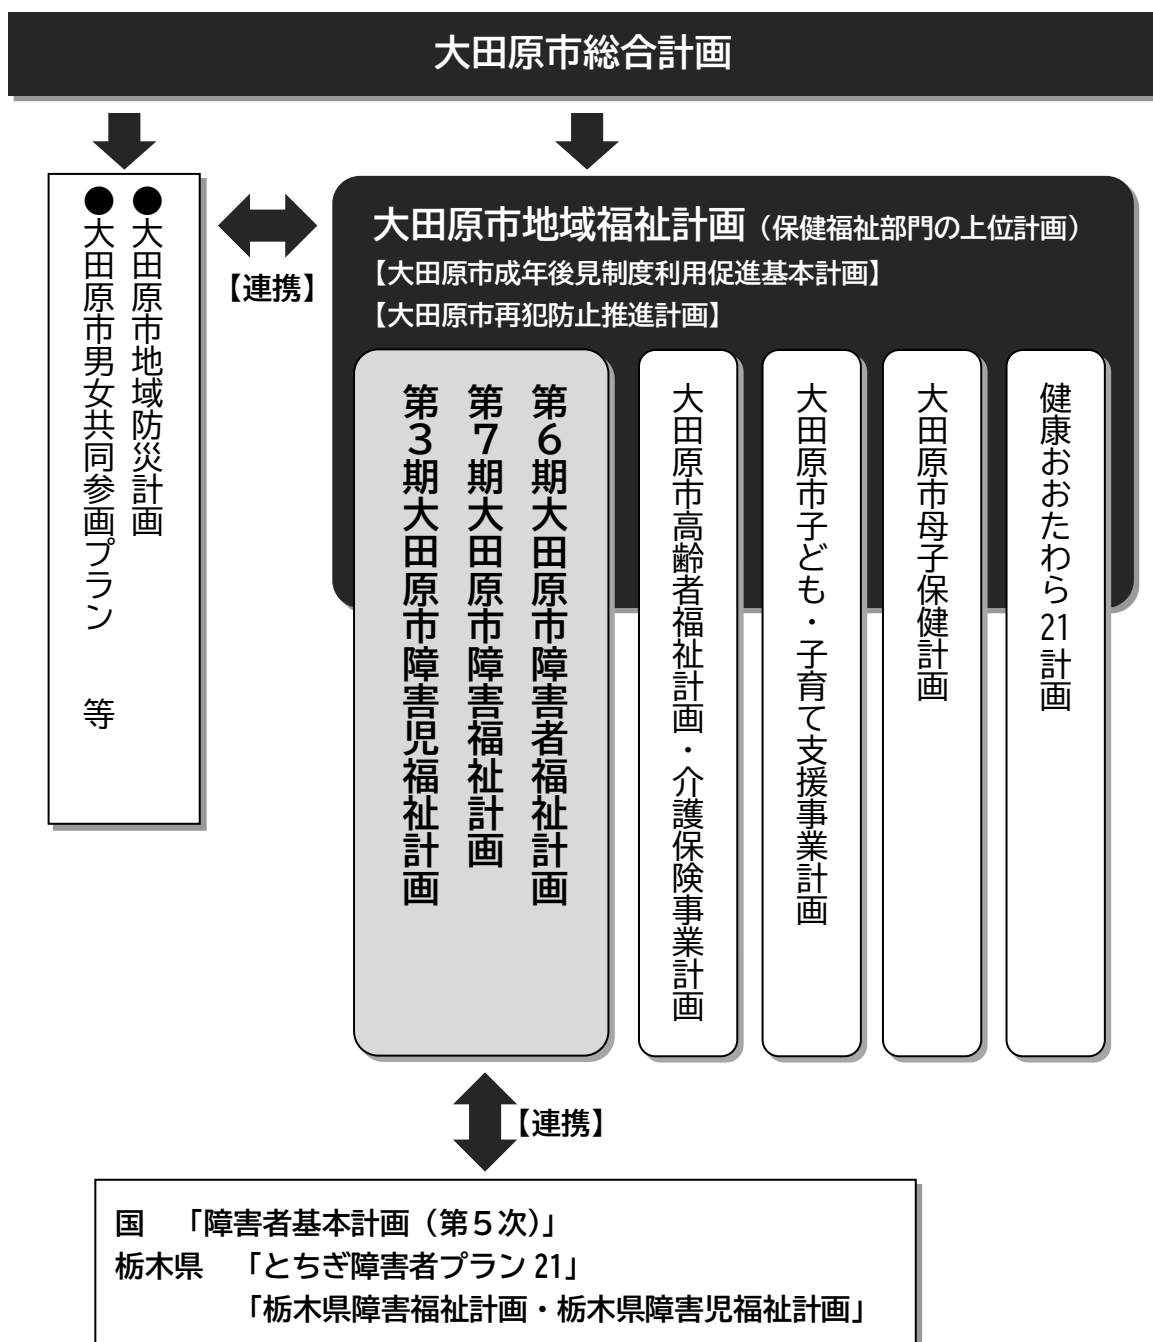 大田原市総合計画
●大田原市地域防災計画
●大田原市男女共同参画プラン　等
【連携】
大田原市地域福祉計画（保健福祉部門の上位計画）
【大田原市成年後見制度利用促進基本計画】
【大田原市再犯防止推進計画】
第６期大田原市障害者福祉計画
第７期大田原市障害福祉計画
第３期大田原市障害児福祉計画
大田原市高齢者福祉計画・介護保険事業計画
大田原市子ども・子育て支援事業計画
大田原市母子保健計画
健康おおたわら21計画
【連携】
国　「障害者基本計画（第５次）」
栃木県　「とちぎ障害者プラン21」
「栃木県障害福祉計画・栃木県障害児福祉計画」